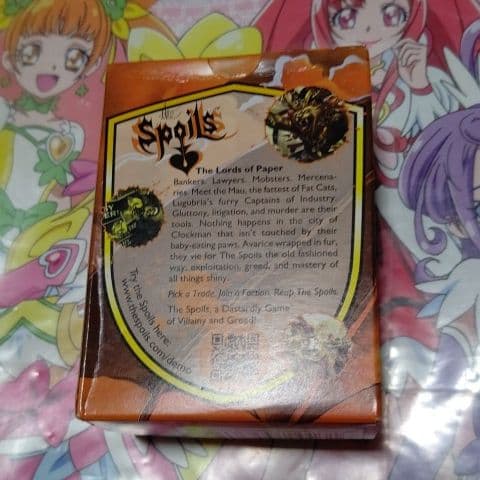 the
Spoils
The Lords of Paper
Bankers. Lawyers. Mobsters. Mercena-
ries. Meet the Mau, the fattest of Fat Cats,
Lugubria's furry Captains of Industry.
Gluttony, litigation, and murder are their
tools. Nothing happens in the city of
Clockman that isn't touched by their
baby-eating paws. Avarice wrapped in fur,
they vie for The Spoils the old fashioned
way: exploitation, greed, and mastery of
all things shiny.
Pick a Trade. Join a Faction. Reap The Spoils.
The Spoils, a Dastardly Game
of Villainy and Greed!
Try the Spoils here:
www.thespoils.com/demo